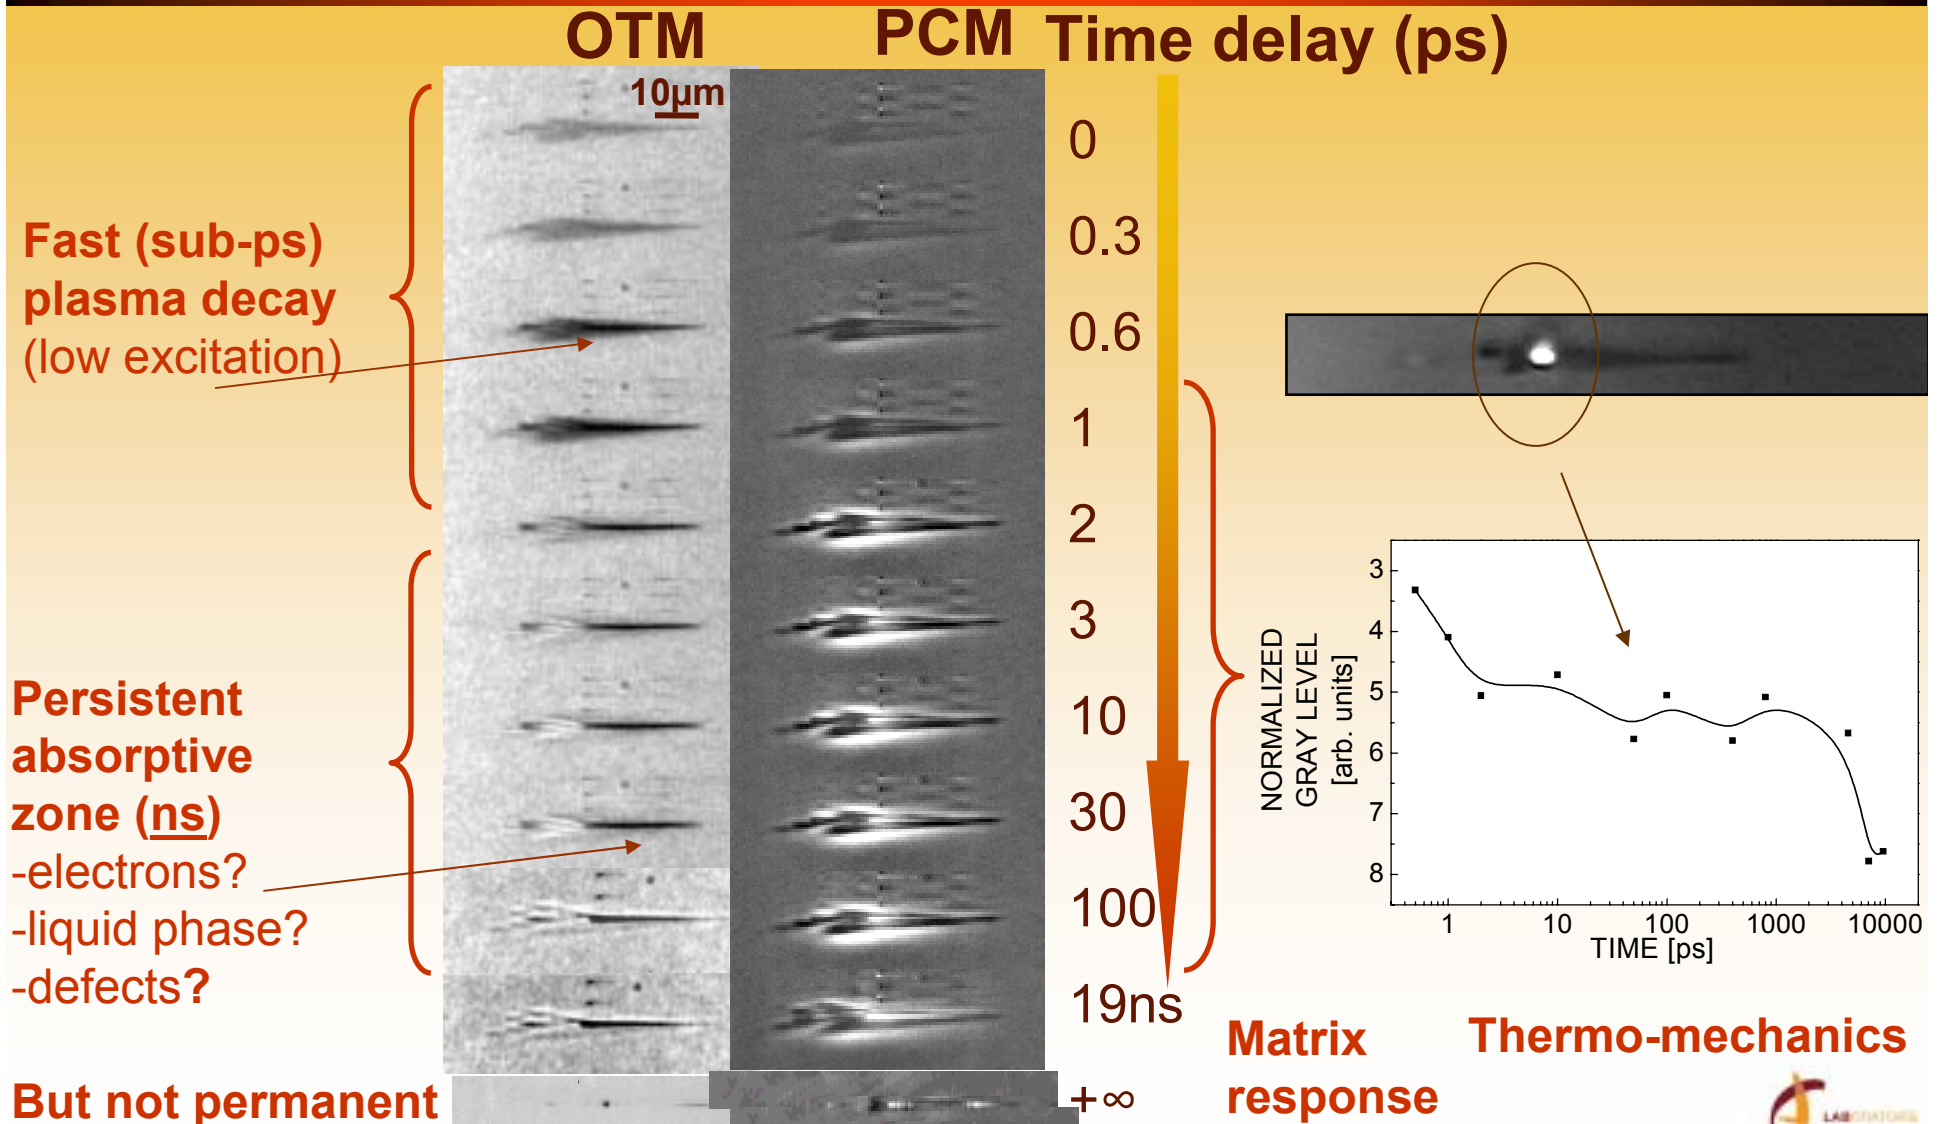 OTM
PCM
Time delay (ps)
10µm
0
0.3
0.6
1
2
3
10
30
100
19ns
+∞
Fast (sub-ps)
plasma decay
(low excitation)
Persistent
absorptive
zone (ns)
-electrons?
-liquid phase?
-defects?
But not permanent
NORMALIZED
GRAY LEVEL
[arb. units]
3
4
5
6
7
8
1
10
100
1000
10000
TIME [ps]
Matrix
response
Thermo-mechanics